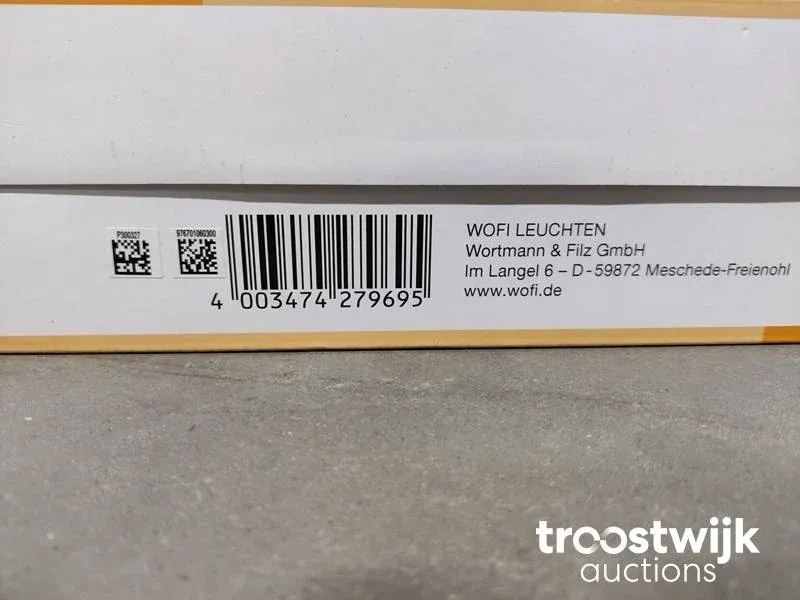 P300327
976701060300
4 003474 279695
WOFI LEUCHTEN
Wortmann & Filz GmbH
Im Langel 6 – D-59872 Meschede-Freienohl
www.wofi.de
troostwijk
auctions